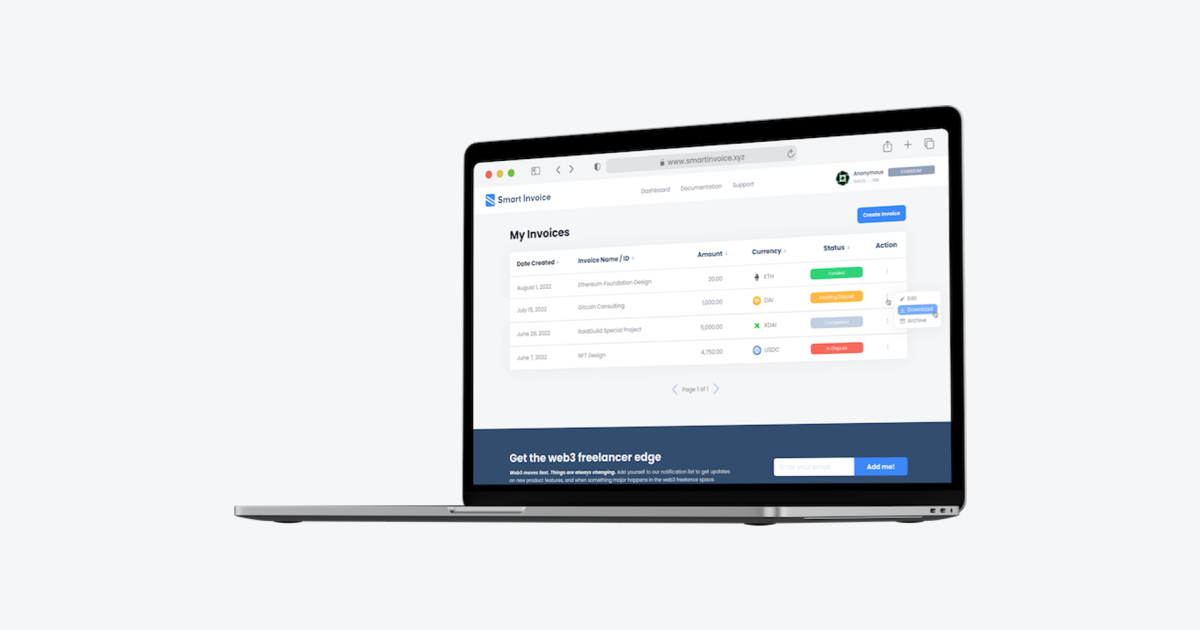 www.smartinvoice.xyz
Smart Invoice
Dashboard Documentation Support
Anonymous
ETHEREUM
My Invoices
Create Invoice
Date Created Invoice Name / ID Amount Currency Status Action
August 1, 2022 Ethereum Foundation Design 20.00 ETH Funded
July 15, 2022 Gitcoin Consulting 1,000.00 DAI Awaiting Deposit
Edit
Download
Archive
June 28, 2022 RaidGuild Special Project 5,000.00 XDAI Completed
June 7, 2022 NFT Design 4,750.00 USDC In Dispute
Page 1 of 1
Get the web3 freelancer edge
Web3 moves fast. Things are always changing. Add yourself to our notification list to get updates
on new product features, and when something major happens in the web3 freelance space.
Enter your email
Add me!